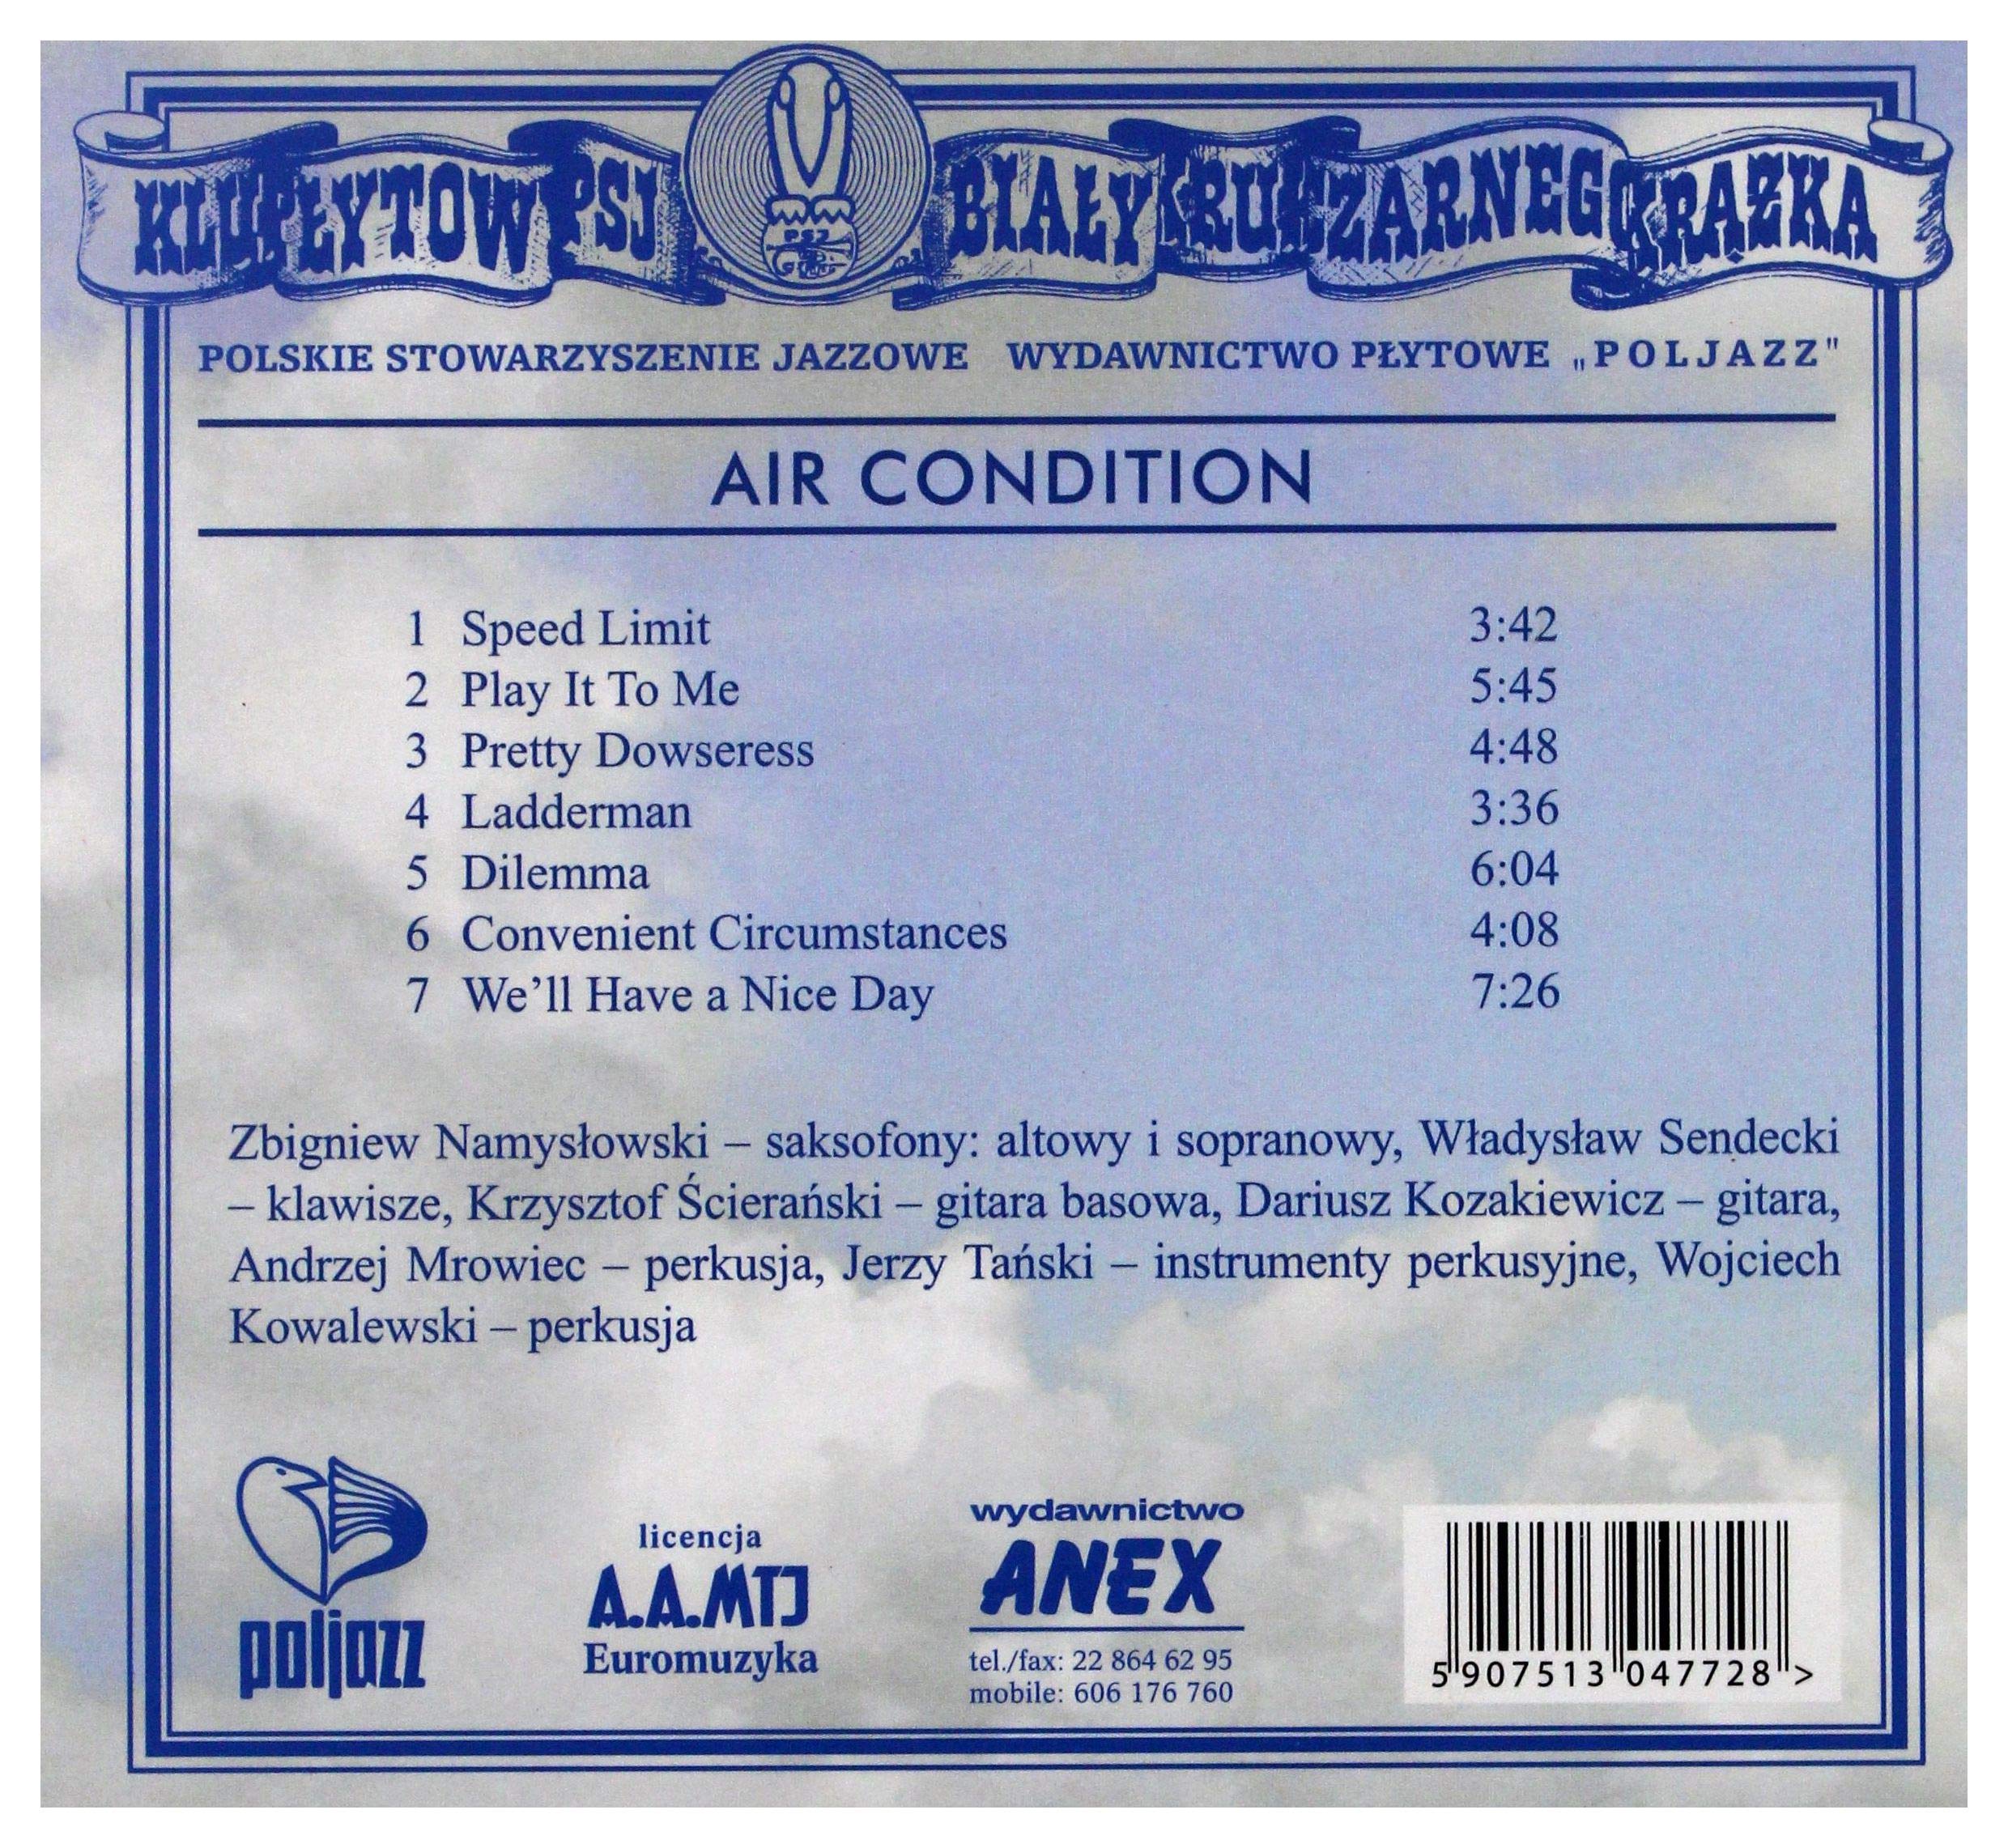 KLUB PŁYTOWY PSJ BIAŁY KRUK CZARNEGO KRĄŻKA
PSJ
POLSKIE STOWARZYSZENIE JAZZOWE WYDAWNICTWO PŁYTOWE „POLJAZZ"
AIR CONDITION
1 Speed Limit 3:42
2 Play It To Me 5:45
3 Pretty Dowseress 4:48
4 Ladderman 3:36
5 Dilemma 6:04
6 Convenient Circumstances 4:08
7 We’ll Have a Nice Day 7:26
Zbigniew Namysłowski – saksofony: altowy i sopranowy, Władysław Sendecki
– klawisze, Krzysztof Ścierański – gitara basowa, Dariusz Kozakiewicz – gitara,
Andrzej Mrowiec – perkusja, Jerzy Tański – instrumenty perkusyjne, Wojciech
Kowalewski – perkusja
poljazz
licencja
A.A.MTJ
Euromuzyka
wydawnictwo
ANEX
tel./fax: 22 864 62 95
mobile: 606 176 760
5 907513 047728 >